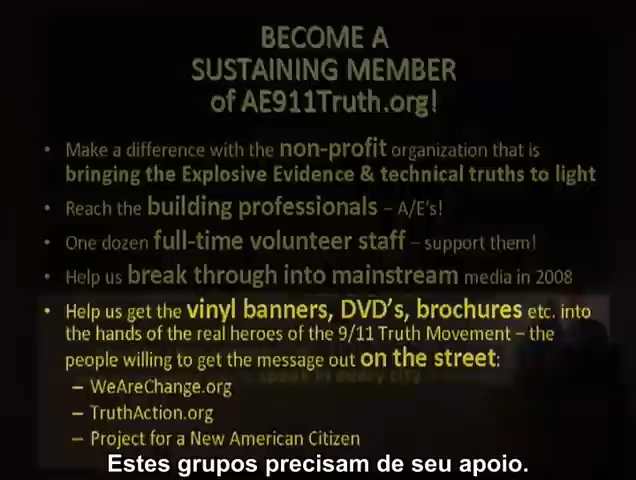 BECOME A
SUSTAINING MEMBER
of AE911Truth.org!
• Make a difference with the non-profit organization that is
bringing the Explosive Evidence & technical truths to light
• Reach the building professionals – A/E's!
• One dozen full-time volunteer staff – support them!
• Help us break through into mainstream media in 2008
• Help us get the vinyl banners, DVD's, brochures etc. into
the hands of the real heroes of the 9/11 Truth Movement – the
people willing to get the message out on the street:
speak in every city
– WeAreChange.org
– TruthAction.org
– Project for a New American Citizen
Estes grupos precisam de seu apoio.